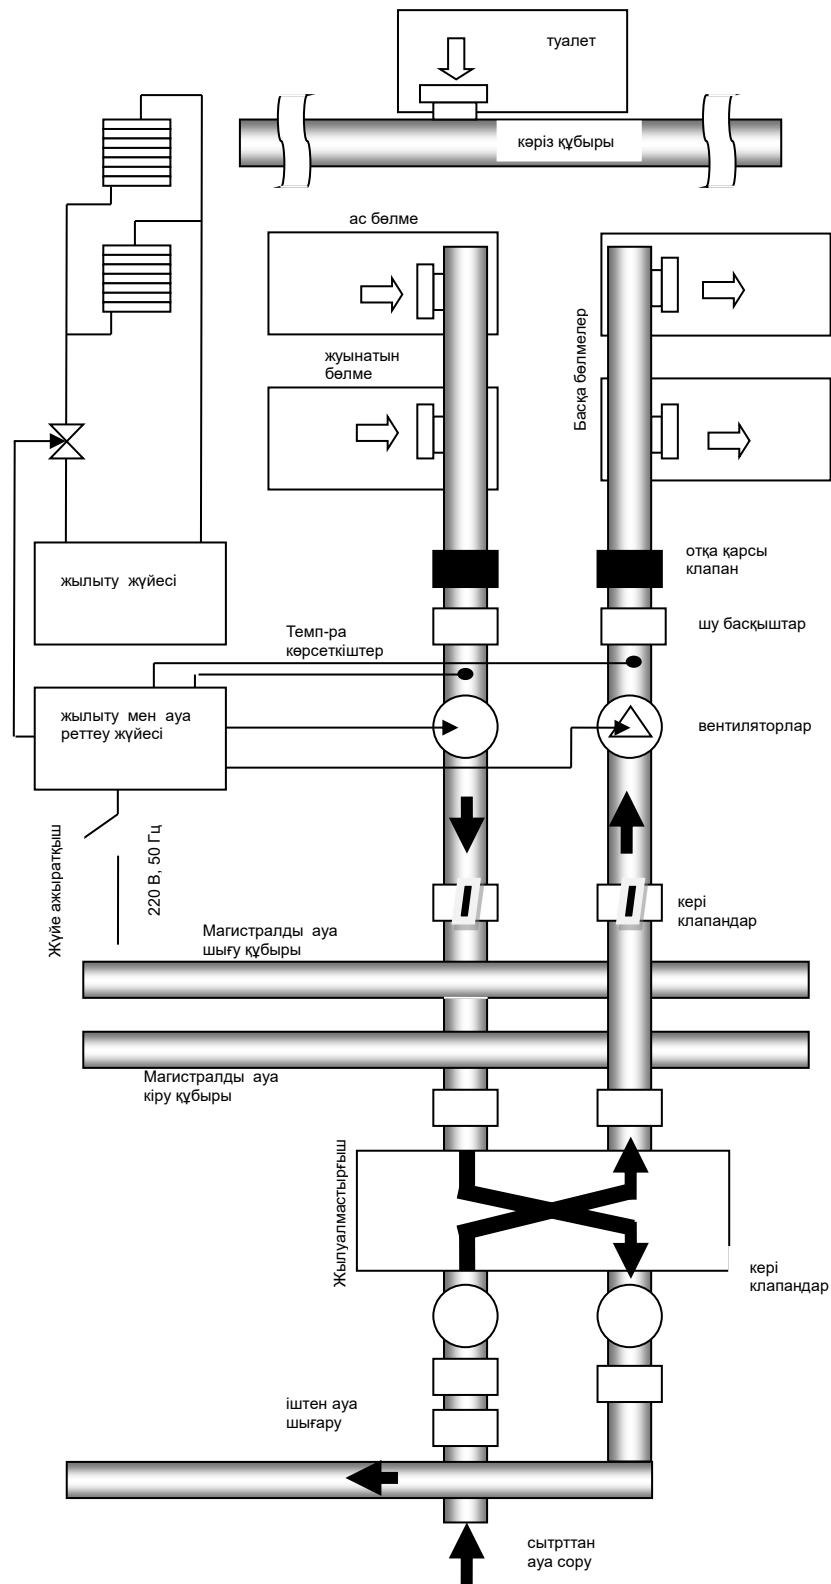 туалет
кәріз құбыры
ас бөлме
жуынатын
бөлме
Басқа бөлмелер
отқа қарсы
клапан
жылыту жүйесі
шу басқыштар
Темп-ра
көрсеткіштер
жылыту мен ауа
реттеу жүйесі
вентиляторлар
Жүйе ажыратқыш
220 В, 50 Гц
кері
клапандар
Магистралды ауа
шығу құбыры
Магистралды ауа
кіру құбыры
Жылуалмастырғыш
кері
клапандар
іштен ауа
шығару
сытрттан
ауа сору